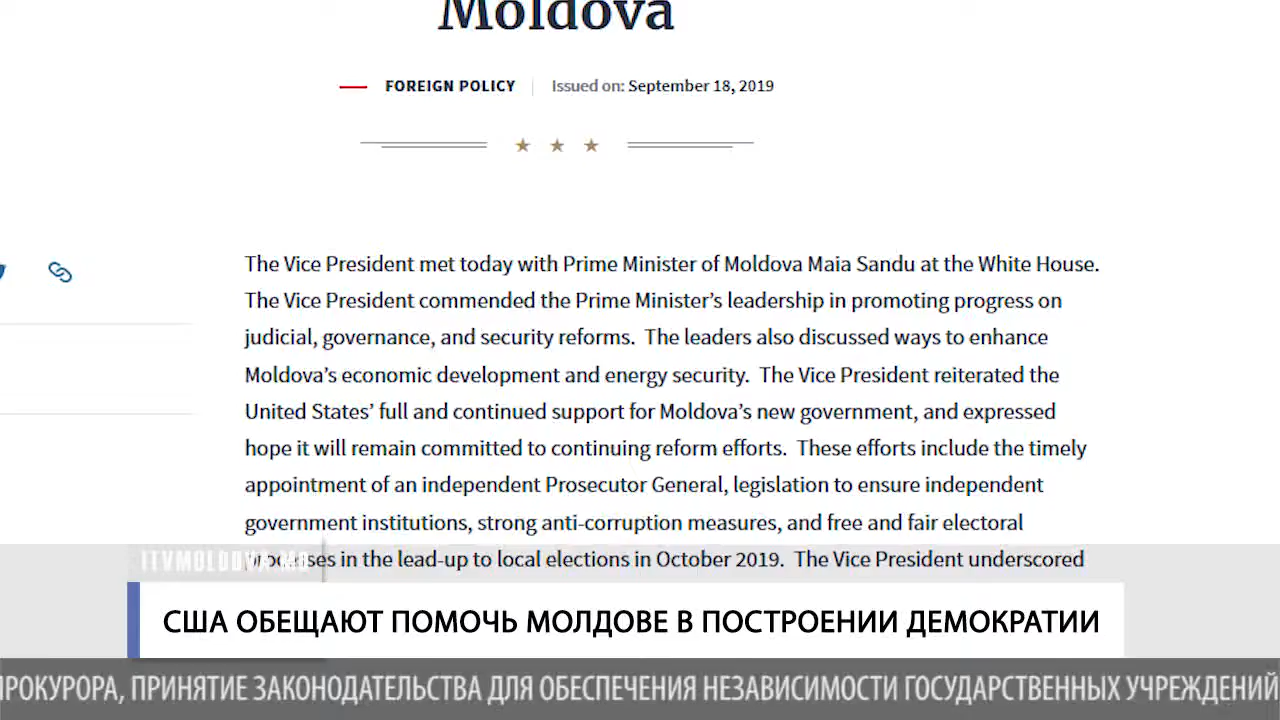 Moldova
FOREIGN POLICY Issued on: September 18, 2019
The Vice President met today with Prime Minister of Moldova Maia Sandu at the White House.
The Vice President commended the Prime Minister’s leadership in promoting progress on
judicial, governance, and security reforms. The leaders also discussed ways to enhance
Moldova’s economic development and energy security. The Vice President reiterated the
United States’ full and continued support for Moldova’s new government, and expressed
hope it will remain committed to continuing reform efforts. These efforts include the timely
appointment of an independent Prosecutor General, legislation to ensure independent
government institutions, strong anti-corruption measures, and free and fair electoral
processes in the lead-up to local elections in October 2019. The Vice President underscored
ITVMOLDOVA.MD
США ОБЕЩАЮТ ПОМОЧЬ МОЛДОВЕ В ПОСТРОЕНИИ ДЕМОКРАТИИ
ПРОКУРОРА, ПРИНЯТИЕ ЗАКОНОДАТЕЛЬСТВА ДЛЯ ОБЕСПЕЧЕНИЯ НЕЗАВИСИМОСТИ ГОСУДАРСТВЕННЫХ УЧРЕЖДЕНИЙ